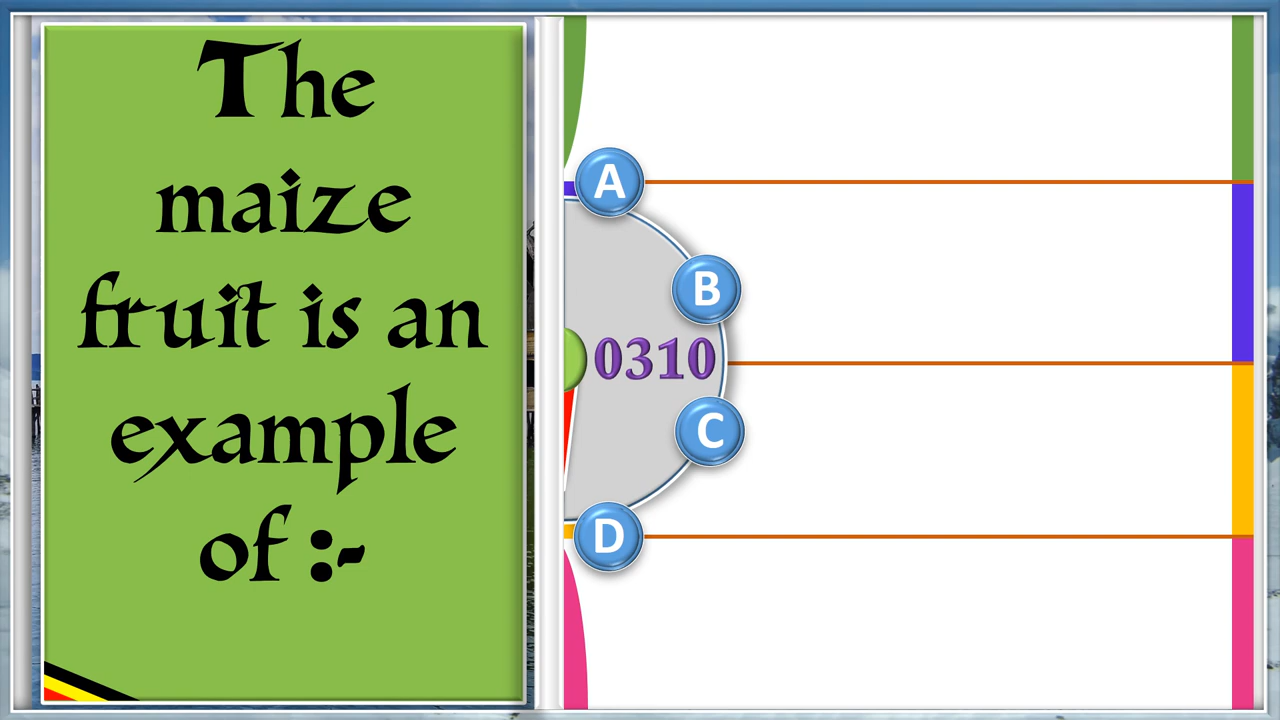 The
maize
fruit is an
example
of :-
A
B
0310
C
D